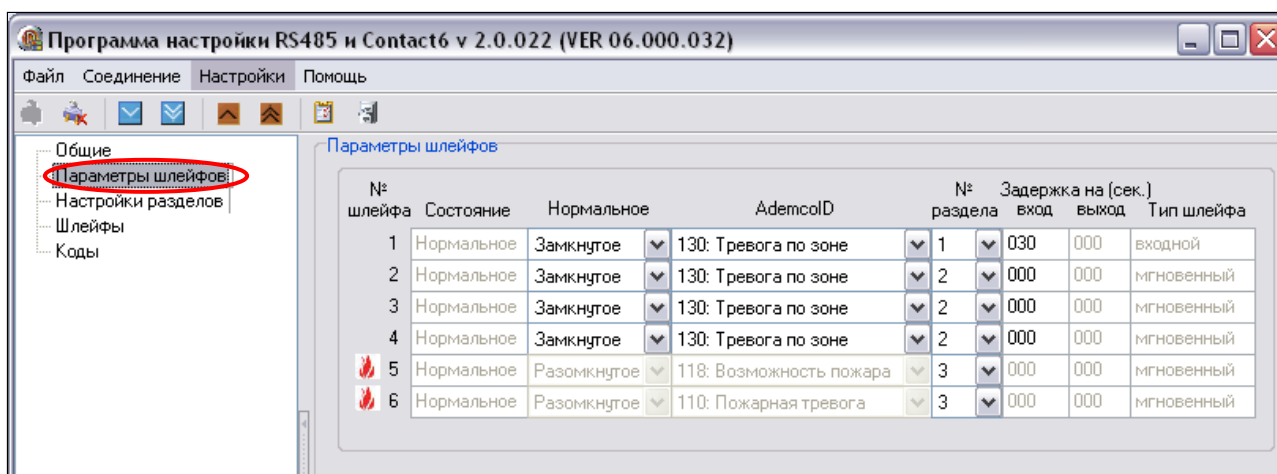 Программа настройки RS485 и Contact6 v 2.0.022 (VER 06.000.032)
Файл Соединение Настройки Помощь
Общие
Параметры шлейфов
Настройки разделов
Шлейфы
Коды
Параметры шлейфов
№ шлейфа Состояние Нормальное AdemcoID № раздела Задержка на (сек.) вход выход Тип шлейфа
1 Нормальное Замкнутое 130: Тревога по зоне 1 030 000 входной
2 Нормальное Замкнутое 130: Тревога по зоне 2 000 000 мгновенный
3 Нормальное Замкнутое 130: Тревога по зоне 2 000 000 мгновенный
4 Нормальное Замкнутое 130: Тревога по зоне 2 000 000 мгновенный
5 Нормальное Разомкнутое 118: Возможность пожара 3 000 000 мгновенный
6 Нормальное Разомкнутое 110: Пожарная тревога 3 000 000 мгновенный